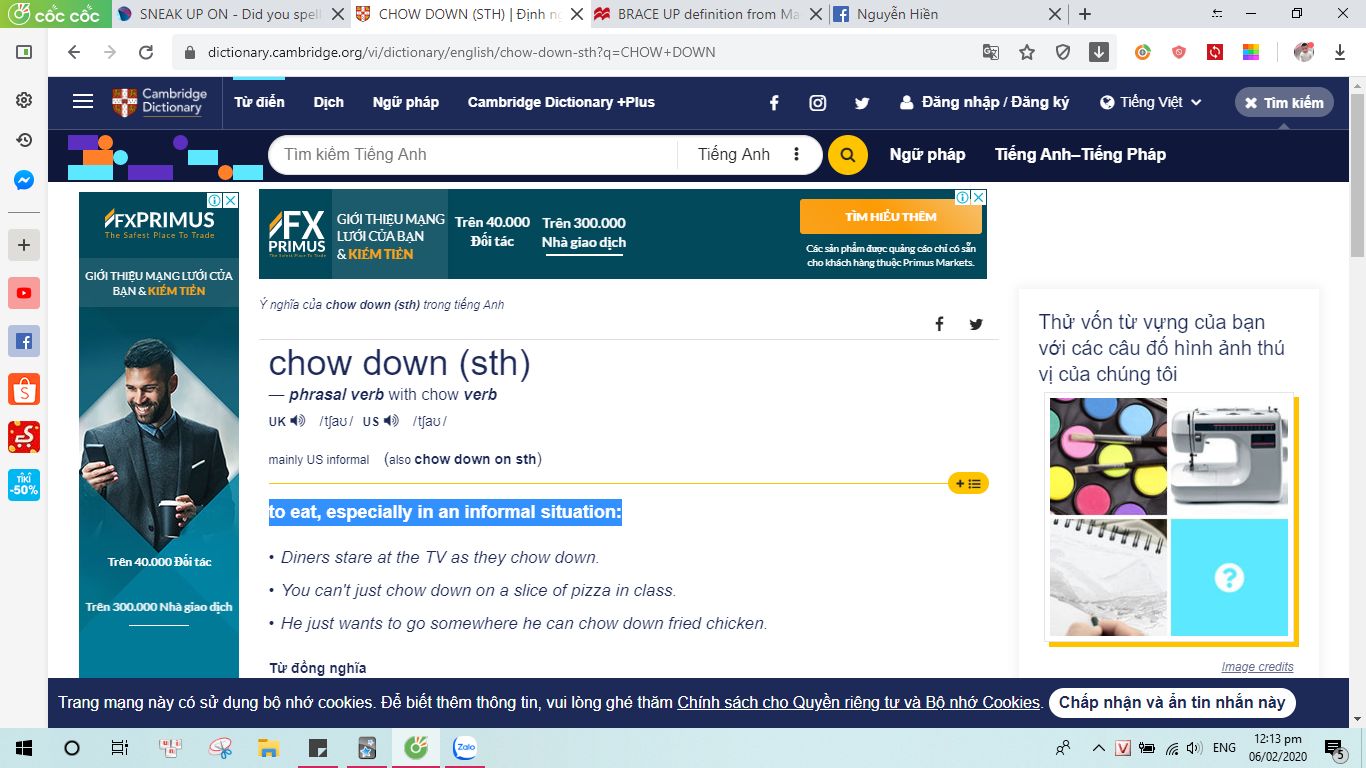 cốc cốc
SNEAK UP ON - Did you spell
CHOW DOWN (STH) | Định ng
BRACE UP definition from Ma
Nguyễn Hiền
dictionary.cambridge.org/vi/dictionary/english/chow-down-sth?q=CHOW+DOWN
Cambridge
Dictionary
Từ điển
Dịch
Ngữ pháp
Cambridge Dictionary +Plus
Đăng nhập / Đăng ký
Tiếng Việt
Tìm kiếm
Tìm kiếm Tiếng Anh
Tiếng Anh
Ngữ pháp
Tiếng Anh–Tiếng Pháp
FXPRIMUS
The Safest Place To Trade
GIỚI THIỆU MẠNG LƯỚI CỦA
BẠN & KIẾM TIỀN
Trên 40.000 Đối tác
Trên 300.000 Nhà giao dịch
FX
PRIMUS
The Safest Place To Trade
GIỚI THIỆU MẠNG
LƯỚI CỦA BẠN
& KIẾM TIỀN
Trên 40.000
Đối tác
Trên 300.000
Nhà giao dịch
TÌM HIỂU THÊM
Các sản phẩm được quảng cáo chỉ có sẵn
cho khách hàng thuộc Primus Markets.
Ý nghĩa của chow down (sth) trong tiếng Anh
chow down (sth)
— phrasal verb with chow verb
UK /tʃaʊ/ US /tʃaʊ/
mainly US informal (also chow down on sth)
to eat, especially in an informal situation:
• Diners stare at the TV as they chow down.
• You can't just chow down on a slice of pizza in class.
• He just wants to go somewhere he can chow down fried chicken.
Từ đồng nghĩa
Thử vốn từ vựng của bạn
với các câu đố hình ảnh thú
vị của chúng tôi
?
Image credits
TIKI
-50%
Trang mạng này có sử dụng bộ nhớ cookies. Để biết thêm thông tin, vui lòng ghé thăm Chính sách cho Quyền riêng tư và Bộ nhớ Cookies.
Chấp nhận và ẩn tin nhắn này
Zalo
V
ENG
12:13 pm
06/02/2020
5